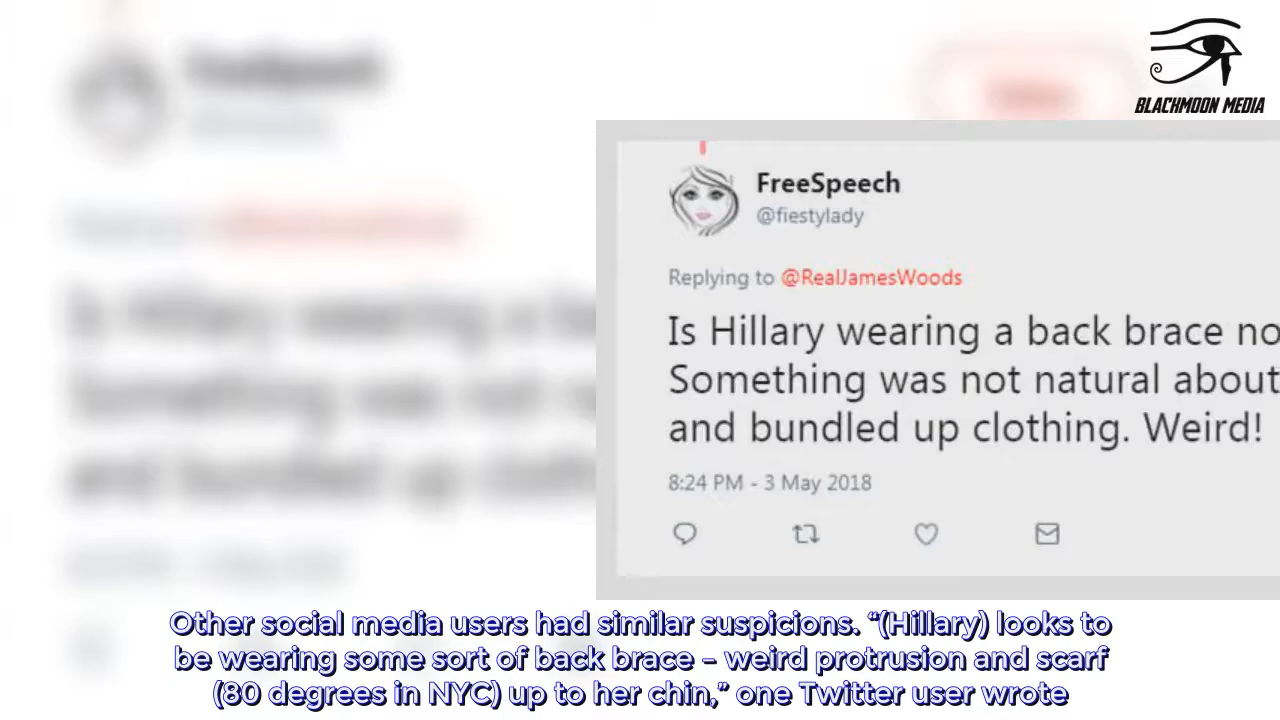 BLACHMOON MEDIA
FreeSpeech
@fiestylady
Replying to @RealJamesWoods
Is Hillary wearing a back brace no
Something was not natural about
and bundled up clothing. Weird!
8:24 PM - 3 May 2018
Other social media users had similar suspicions. “(Hillary) looks to
be wearing some sort of back brace – weird protrusion and scarf
(80 degrees in NYC) up to her chin,” one Twitter user wrote